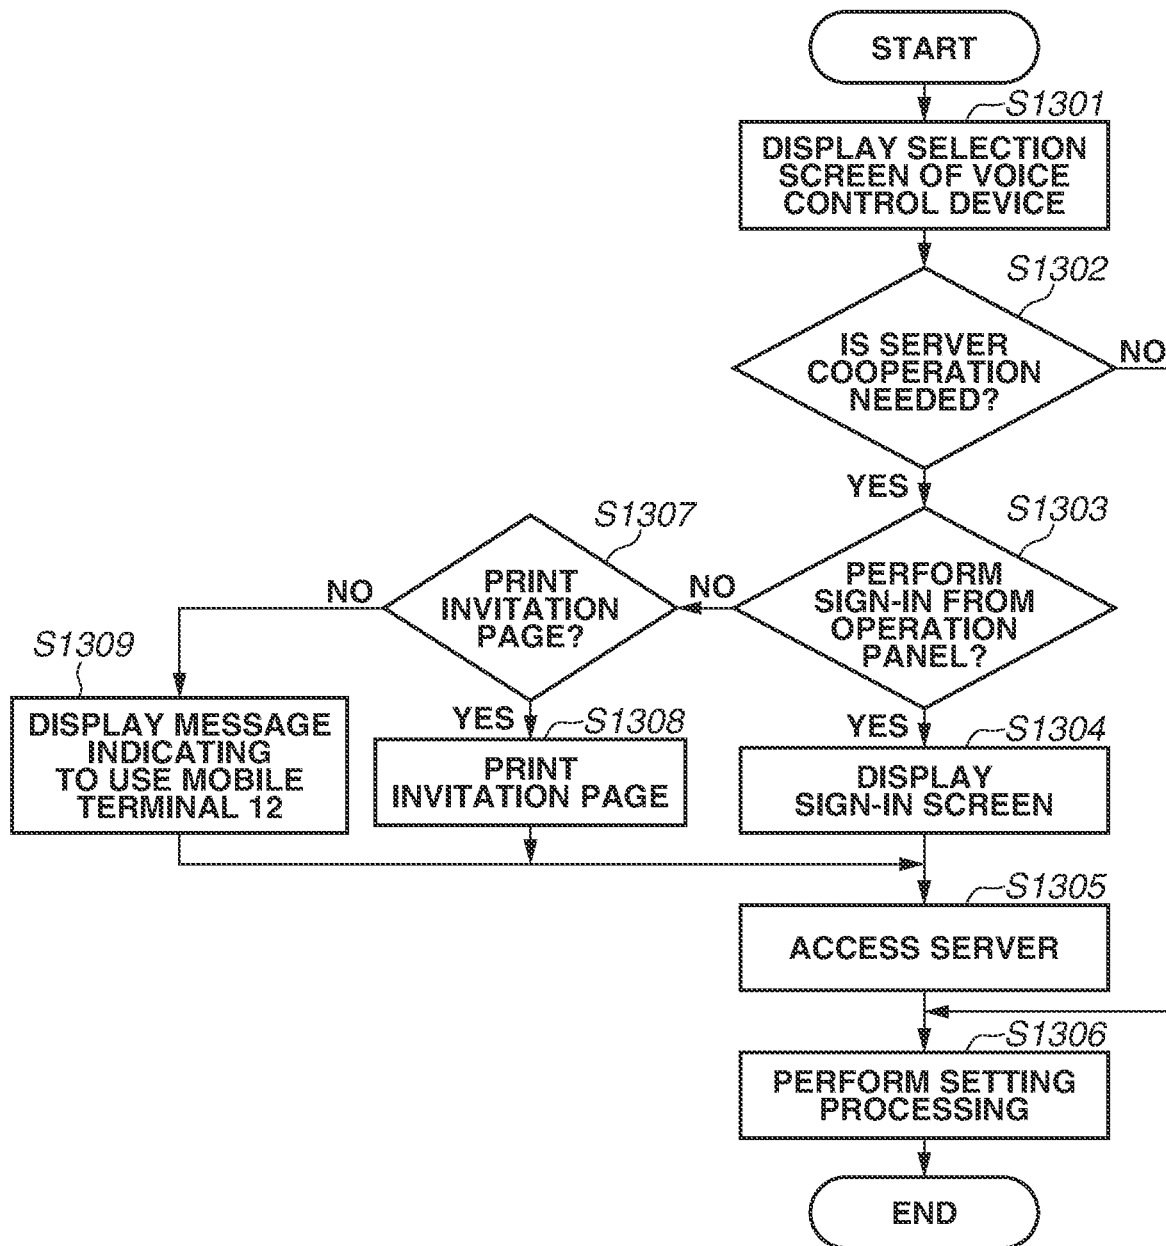 START
S1301
DISPLAY SELECTION
SCREEN OF VOICE
CONTROL DEVICE
S1302
IS SERVER
COOPERATION
NEEDED?
NO
YES
S1303
PERFORM
SIGN-IN FROM
OPERATION
PANEL?
NO
S1307
PRINT
INVITATION
PAGE?
NO
S1309
DISPLAY MESSAGE
INDICATING
TO USE MOBILE
TERMINAL 12
YES
S1308
PRINT
INVITATION PAGE
YES
S1304
DISPLAY
SIGN-IN SCREEN
S1305
ACCESS SERVER
S1306
PERFORM SETTING
PROCESSING
END